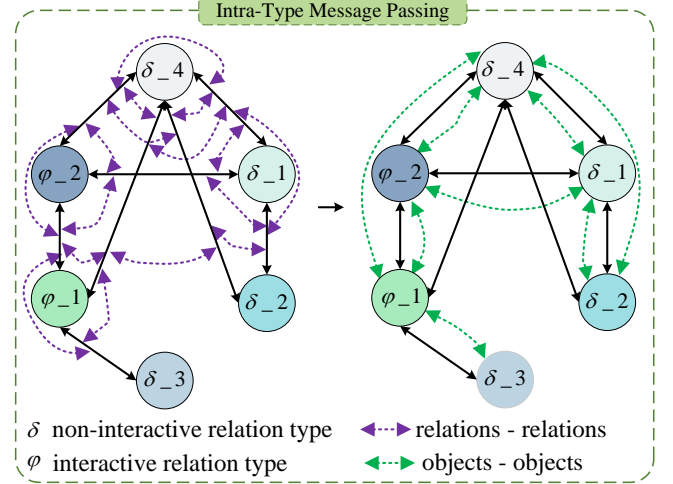 Intra-Type Message Passing
δ_4 δ_4
φ_2 δ_1 φ_2 δ_1
φ_1 δ_2 φ_1 δ_2
δ_3 δ_3
δ non-interactive relation type relations - relations
φ interactive relation type objects - objects